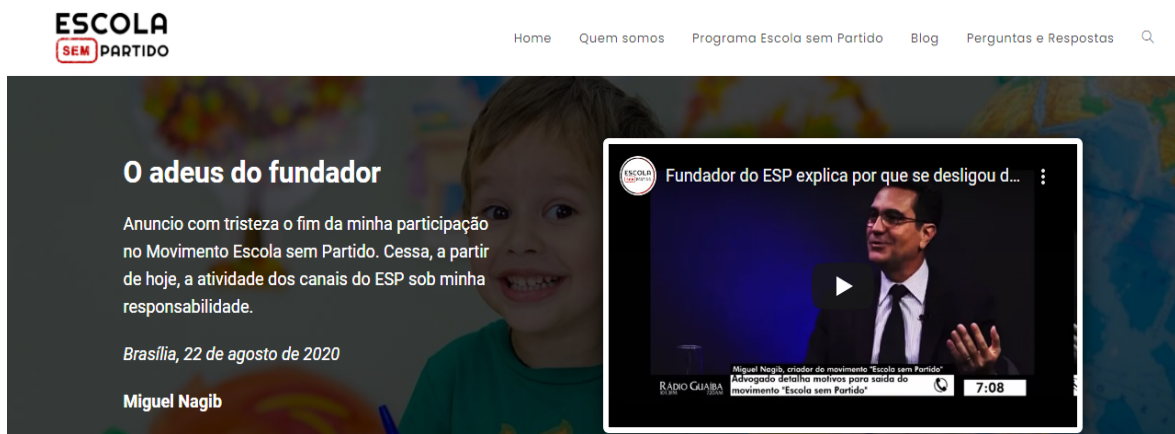 ESCOLA
SEM PARTIDO
Home Quem somos Programa Escola sem Partido Blog Perguntas e Respostas
O adeus do fundador
Anuncio com tristeza o fim da minha participação
no Movimento Escola sem Partido. Cessa, a partir
de hoje, a atividade dos canais do ESP sob minha
responsabilidade.
Brasília, 22 de agosto de 2020
Miguel Nagib
ESCOLA
Fundador do ESP explica por que se desligou d...
Miguel Nagib, criador do movimento "Escola sem Partido"
RÁDIO GUAÍBA
Advogado detalha motivos para saída do
movimento "Escola sem Partido"
7:08